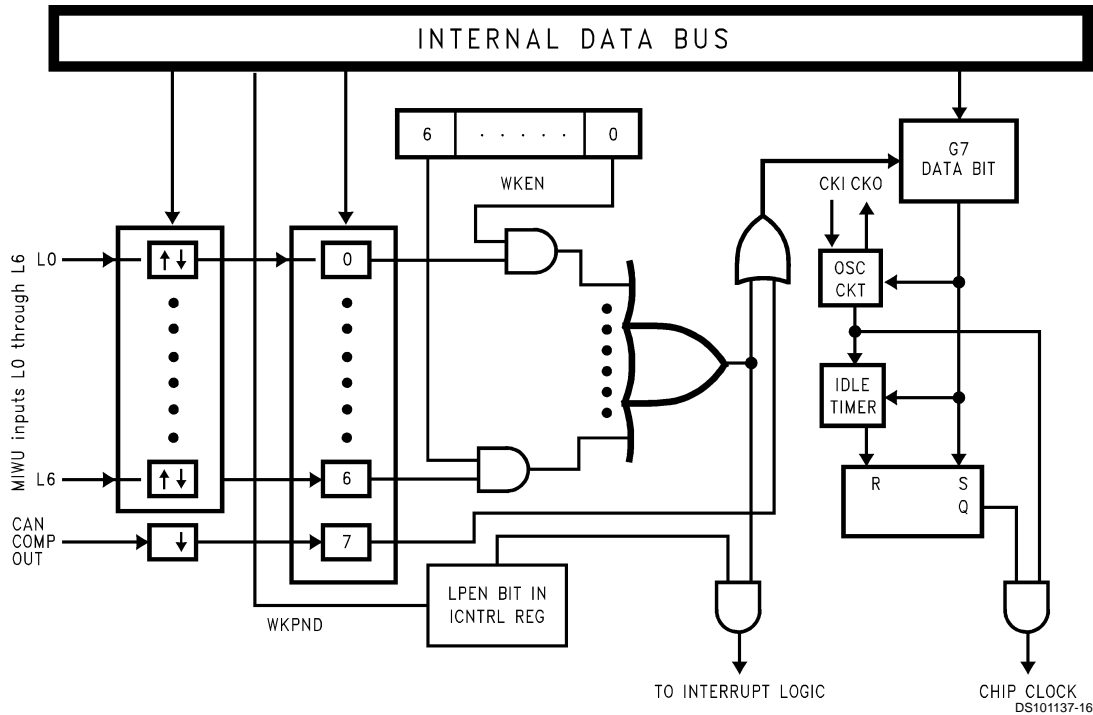 INTERNAL DATA BUS
6 . . . . . 0
WKEN
G7
DATA BIT
CKI CKO
OSC
CKT
IDLE
TIMER
R S
Q
MIWU inputs L0 through L6
L0
↑↓
0
L6
↑↓
6
CAN
COMP
OUT
↓
7
WKPND
LPEN BIT IN
ICNTRL REG
TO INTERRUPT LOGIC
CHIP CLOCK
DS101137-16